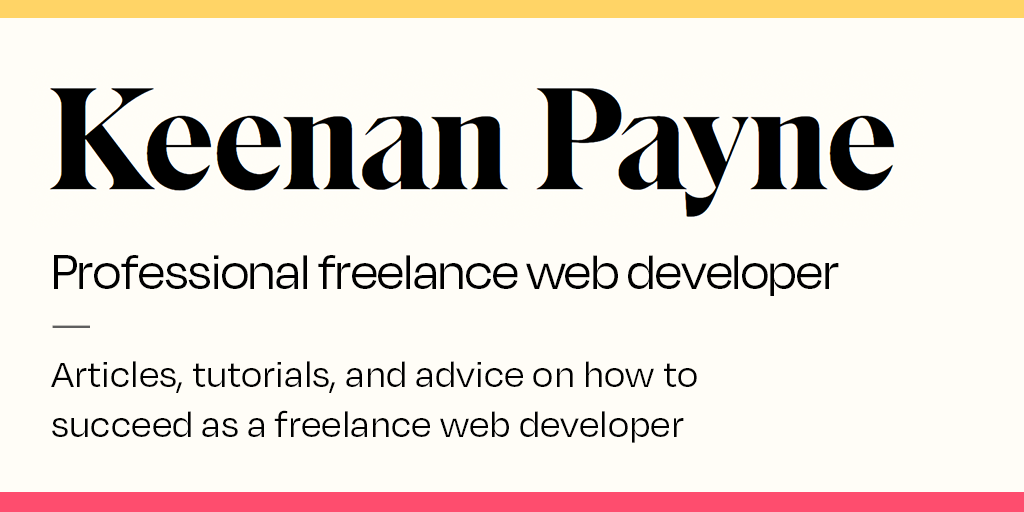 Keenan Payne
Professional freelance web developer
Articles, tutorials, and advice on how to
succeed as a freelance web developer